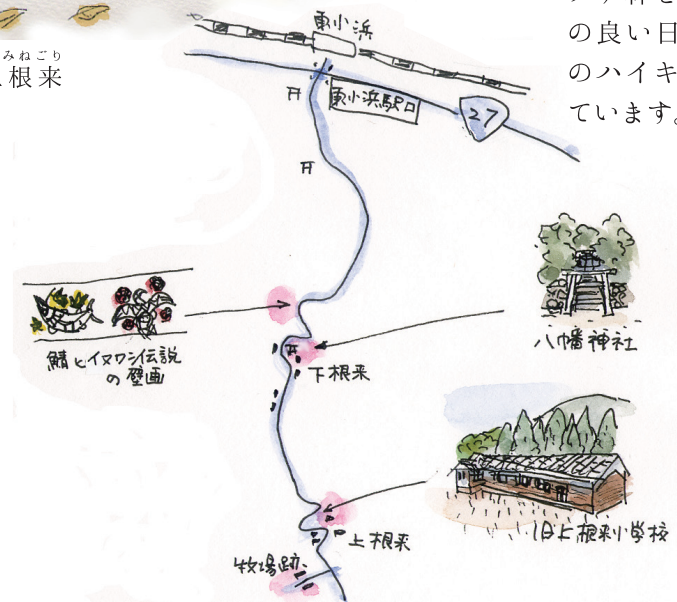 みねごり
根来
の良い日
のハイキ
ています。
東小浜
東小浜駅口
27
鯖とイヌワシ伝説
の壁画
八幡神社
下根来
旧上根来小学校
上根来
牧場跡